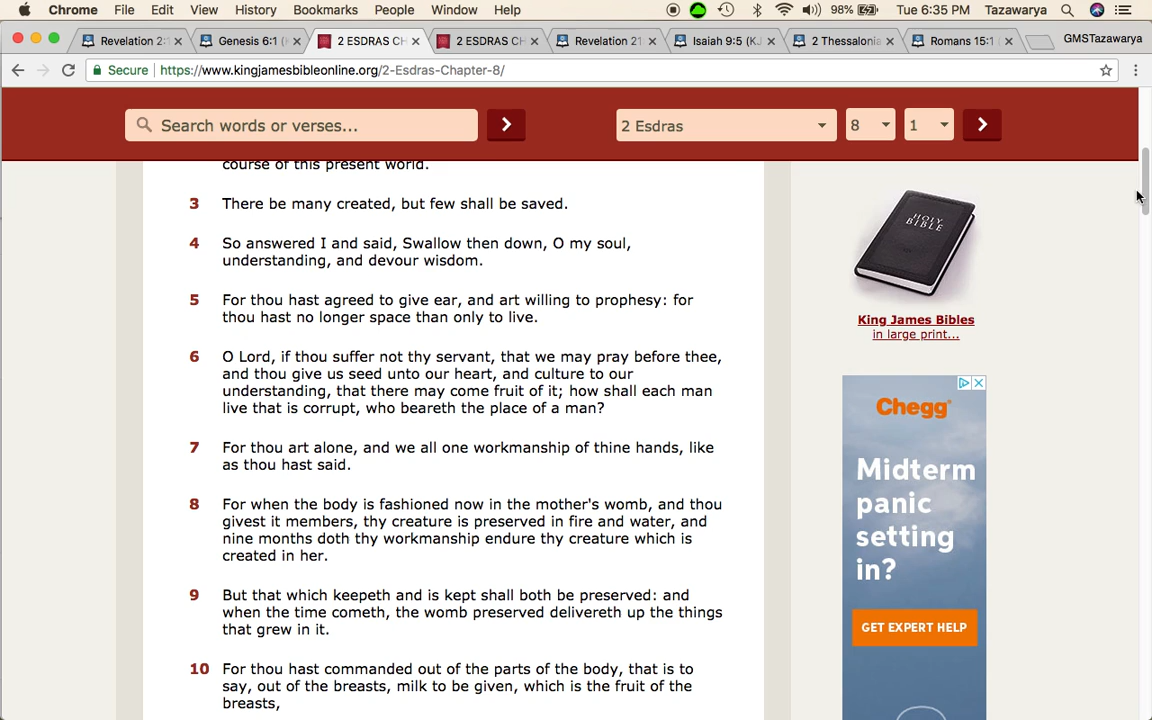 Chrome File Edit View History Bookmarks People Window Help 98% Tue 6:35 PM Tazawarya
Revelation 2:1 Genesis 6:1 ( 2 ESDRAS CH 2 ESDRAS CH Revelation 21 Isaiah 9:5 (KJ 2 Thessalonia Romans 15:1 ( GMSTazawarya
Secure https://www.kingjamesbibleonline.org/2-Esdras-Chapter-8/
Search words or verses... 2 Esdras 8 1
course of this present world.
3 There be many created, but few shall be saved.
4 So answered I and said, Swallow then down, O my soul,
understanding, and devour wisdom.
5 For thou hast agreed to give ear, and art willing to prophesy: for
thou hast no longer space than only to live.
6 O Lord, if thou suffer not thy servant, that we may pray before thee,
and thou give us seed unto our heart, and culture to our
understanding, that there may come fruit of it; how shall each man
live that is corrupt, who beareth the place of a man?
7 For thou art alone, and we all one workmanship of thine hands, like
as thou hast said.
8 For when the body is fashioned now in the mother's womb, and thou
givest it members, thy creature is preserved in fire and water, and
nine months doth thy workmanship endure thy creature which is
created in her.
9 But that which keepeth and is kept shall both be preserved: and
when the time cometh, the womb preserved delivereth up the things
that grew in it.
10 For thou hast commanded out of the parts of the body, that is to
say, out of the breasts, milk to be given, which is the fruit of the
breasts,
HOLY
BIBLE
King James Bibles
in large print...
Chegg
Midterm
panic
setting
in?
GET EXPERT HELP